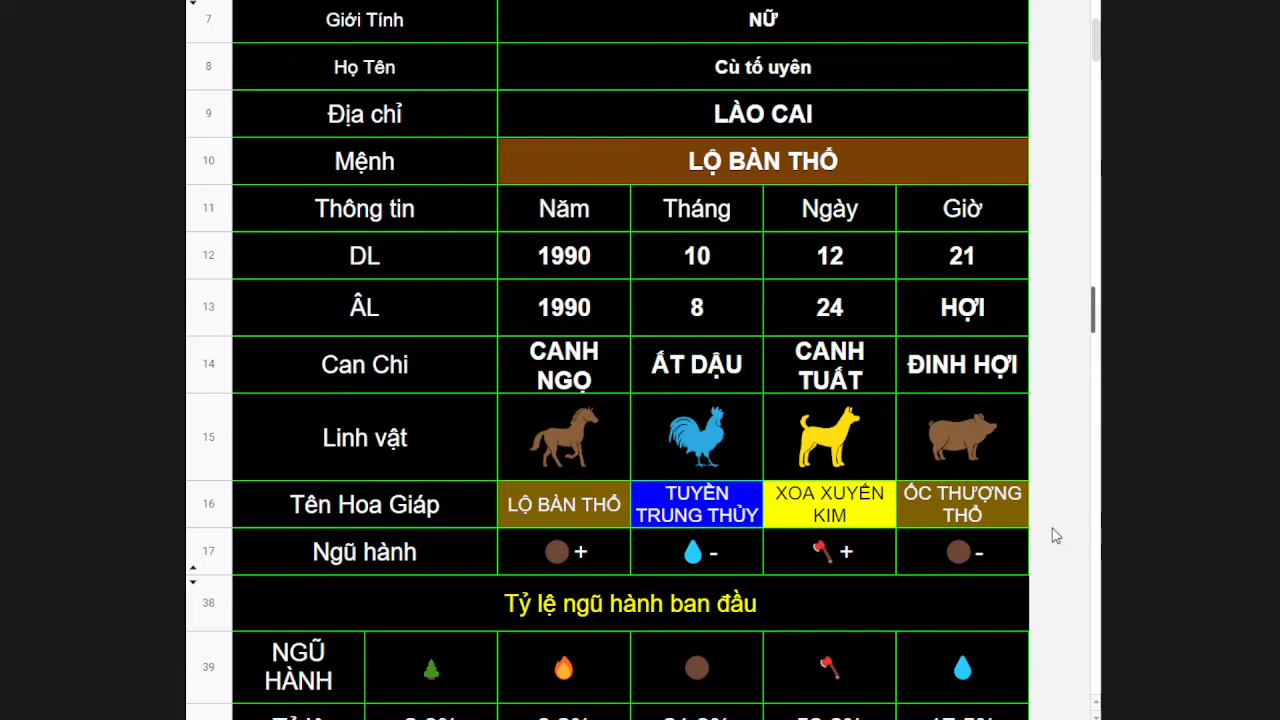 7 Giới Tính NỮ
8 Họ Tên Cù tố uyên
9 Địa chỉ LÀO CAI
10 Mệnh LỘ BÀN THỔ
11 Thông tin Năm Tháng Ngày Giờ
12 DL 1990 10 12 21
13 ÂL 1990 8 24 HỢI
14 Can Chi CANH NGỌ ẤT DẬU CANH TUẤT ĐINH HỢI
15 Linh vật
16 Tên Hoa Giáp LỘ BÀN THỔ TUYỀN TRUNG THỦY XOA XUYẾN KIM ỐC THƯỢNG THỔ
17 Ngũ hành + - + -
38 Tỷ lệ ngũ hành ban đầu
39 NGŨ HÀNH